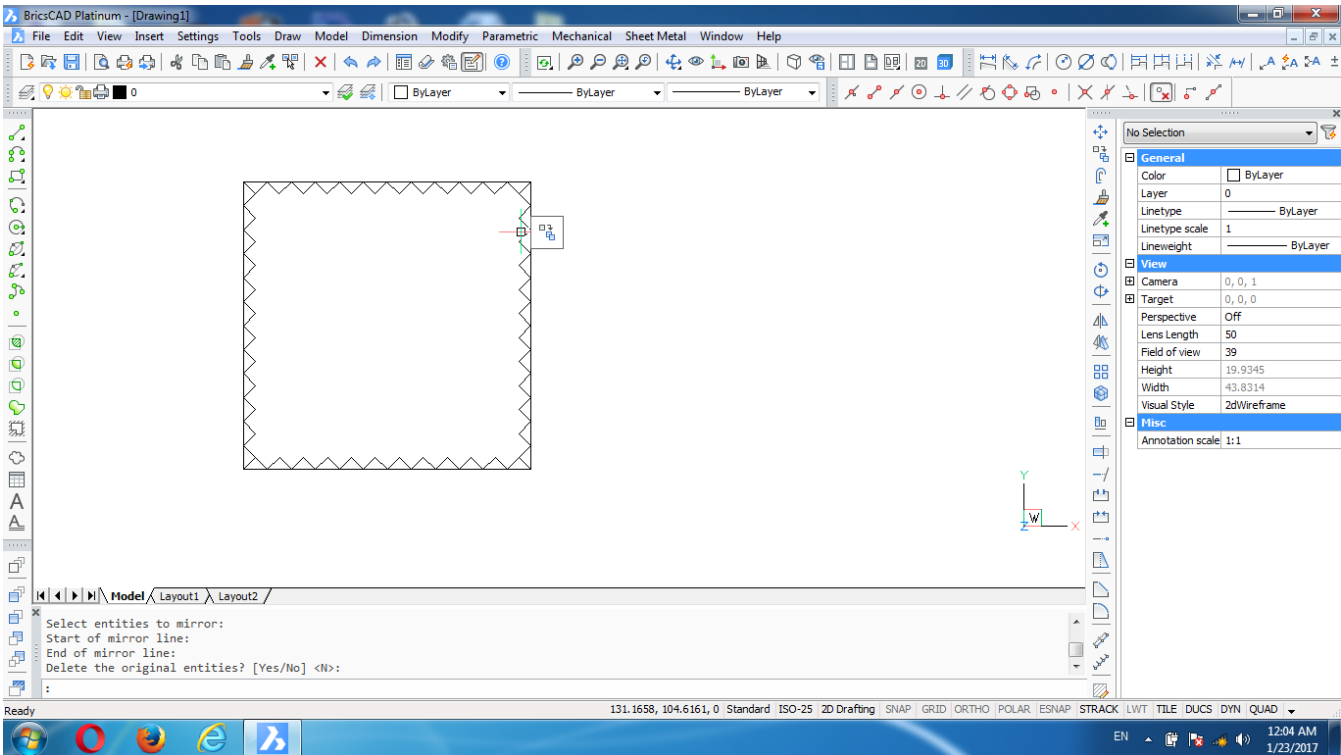 BricsCAD Platinum - [Drawing1]
File Edit View Insert Settings Tools Draw Model Dimension Modify Parametric Mechanical Sheet Metal Window Help
0 ByLayer ByLayer ByLayer
No Selection
General
Color ByLayer
Layer 0
Linetype ByLayer
Linetype scale 1
Lineweight ByLayer
View
Camera 0, 0, 1
Target 0, 0, 0
Perspective Off
Lens Length 50
Field of view 39
Height 19.9345
Width 43.8314
Visual Style 2dWireframe
Misc
Annotation scale 1:1
Y
W
Z X
Model Layout1 Layout2
Select entities to mirror:
Start of mirror line:
End of mirror line:
Delete the original entities? [Yes/No] <N>:
:
Ready 131.1658, 104.6161, 0 Standard ISO-25 2D Drafting SNAP GRID ORTHO POLAR ESNAP STRACK LWT TILE DUCS DYN QUAD
EN 12:04 AM
1/23/2017